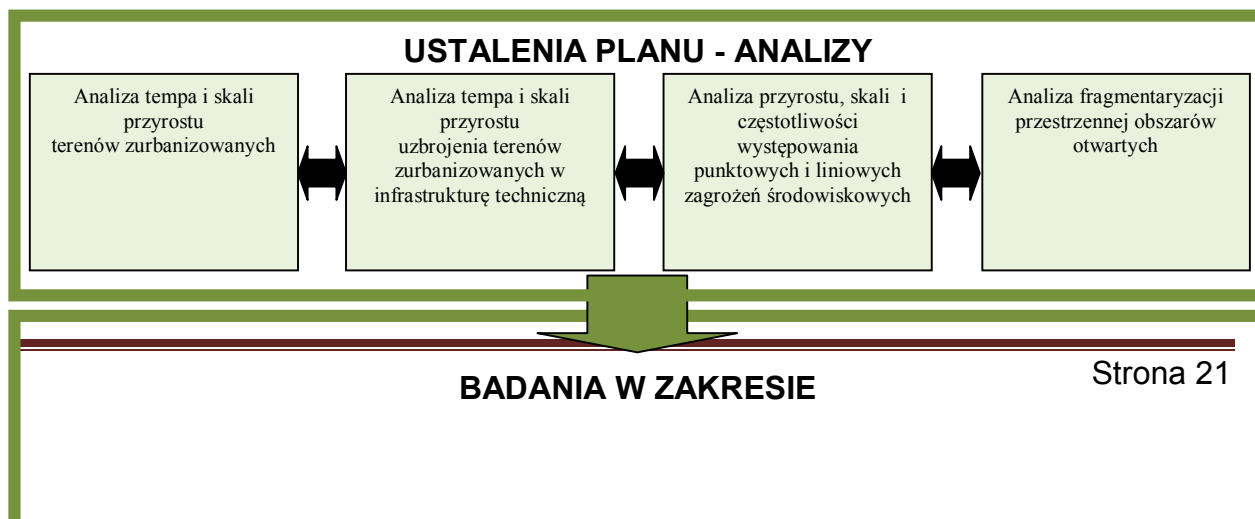 USTALENIA PLANU - ANALIZY
Analiza tempa i skali
przyrostu
terenów zurbanizowanych
Analiza tempa i skali
przyrostu
uzbrojenia terenów
zurbanizowanych w
infrastrukturę techniczną
Analiza przyrostu, skali i
częstotliwości
występowania
punktowych i liniowych
zagrożeń środowiskowych
Analiza fragmentaryzacji
przestrzennej obszarów
otwartych
Strona 21
BADANIA W ZAKRESIE